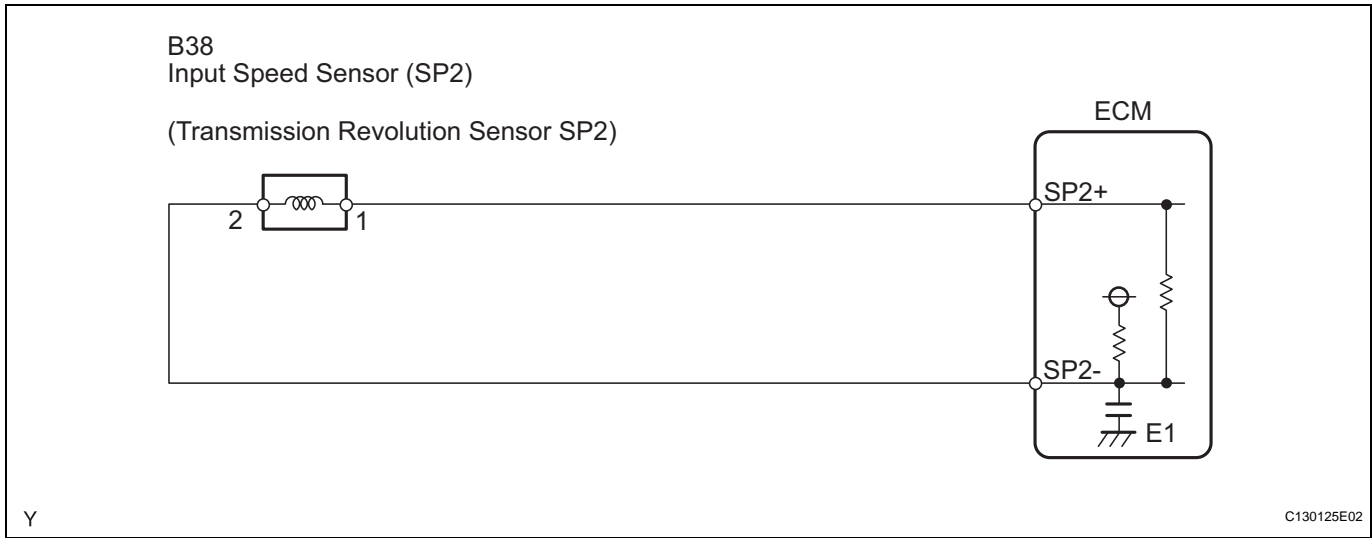 B38
Input Speed Sensor (SP2)
(Transmission Revolution Sensor SP2)
ECM
SP2+
2
1
SP2-
E1
Y
C130125E02